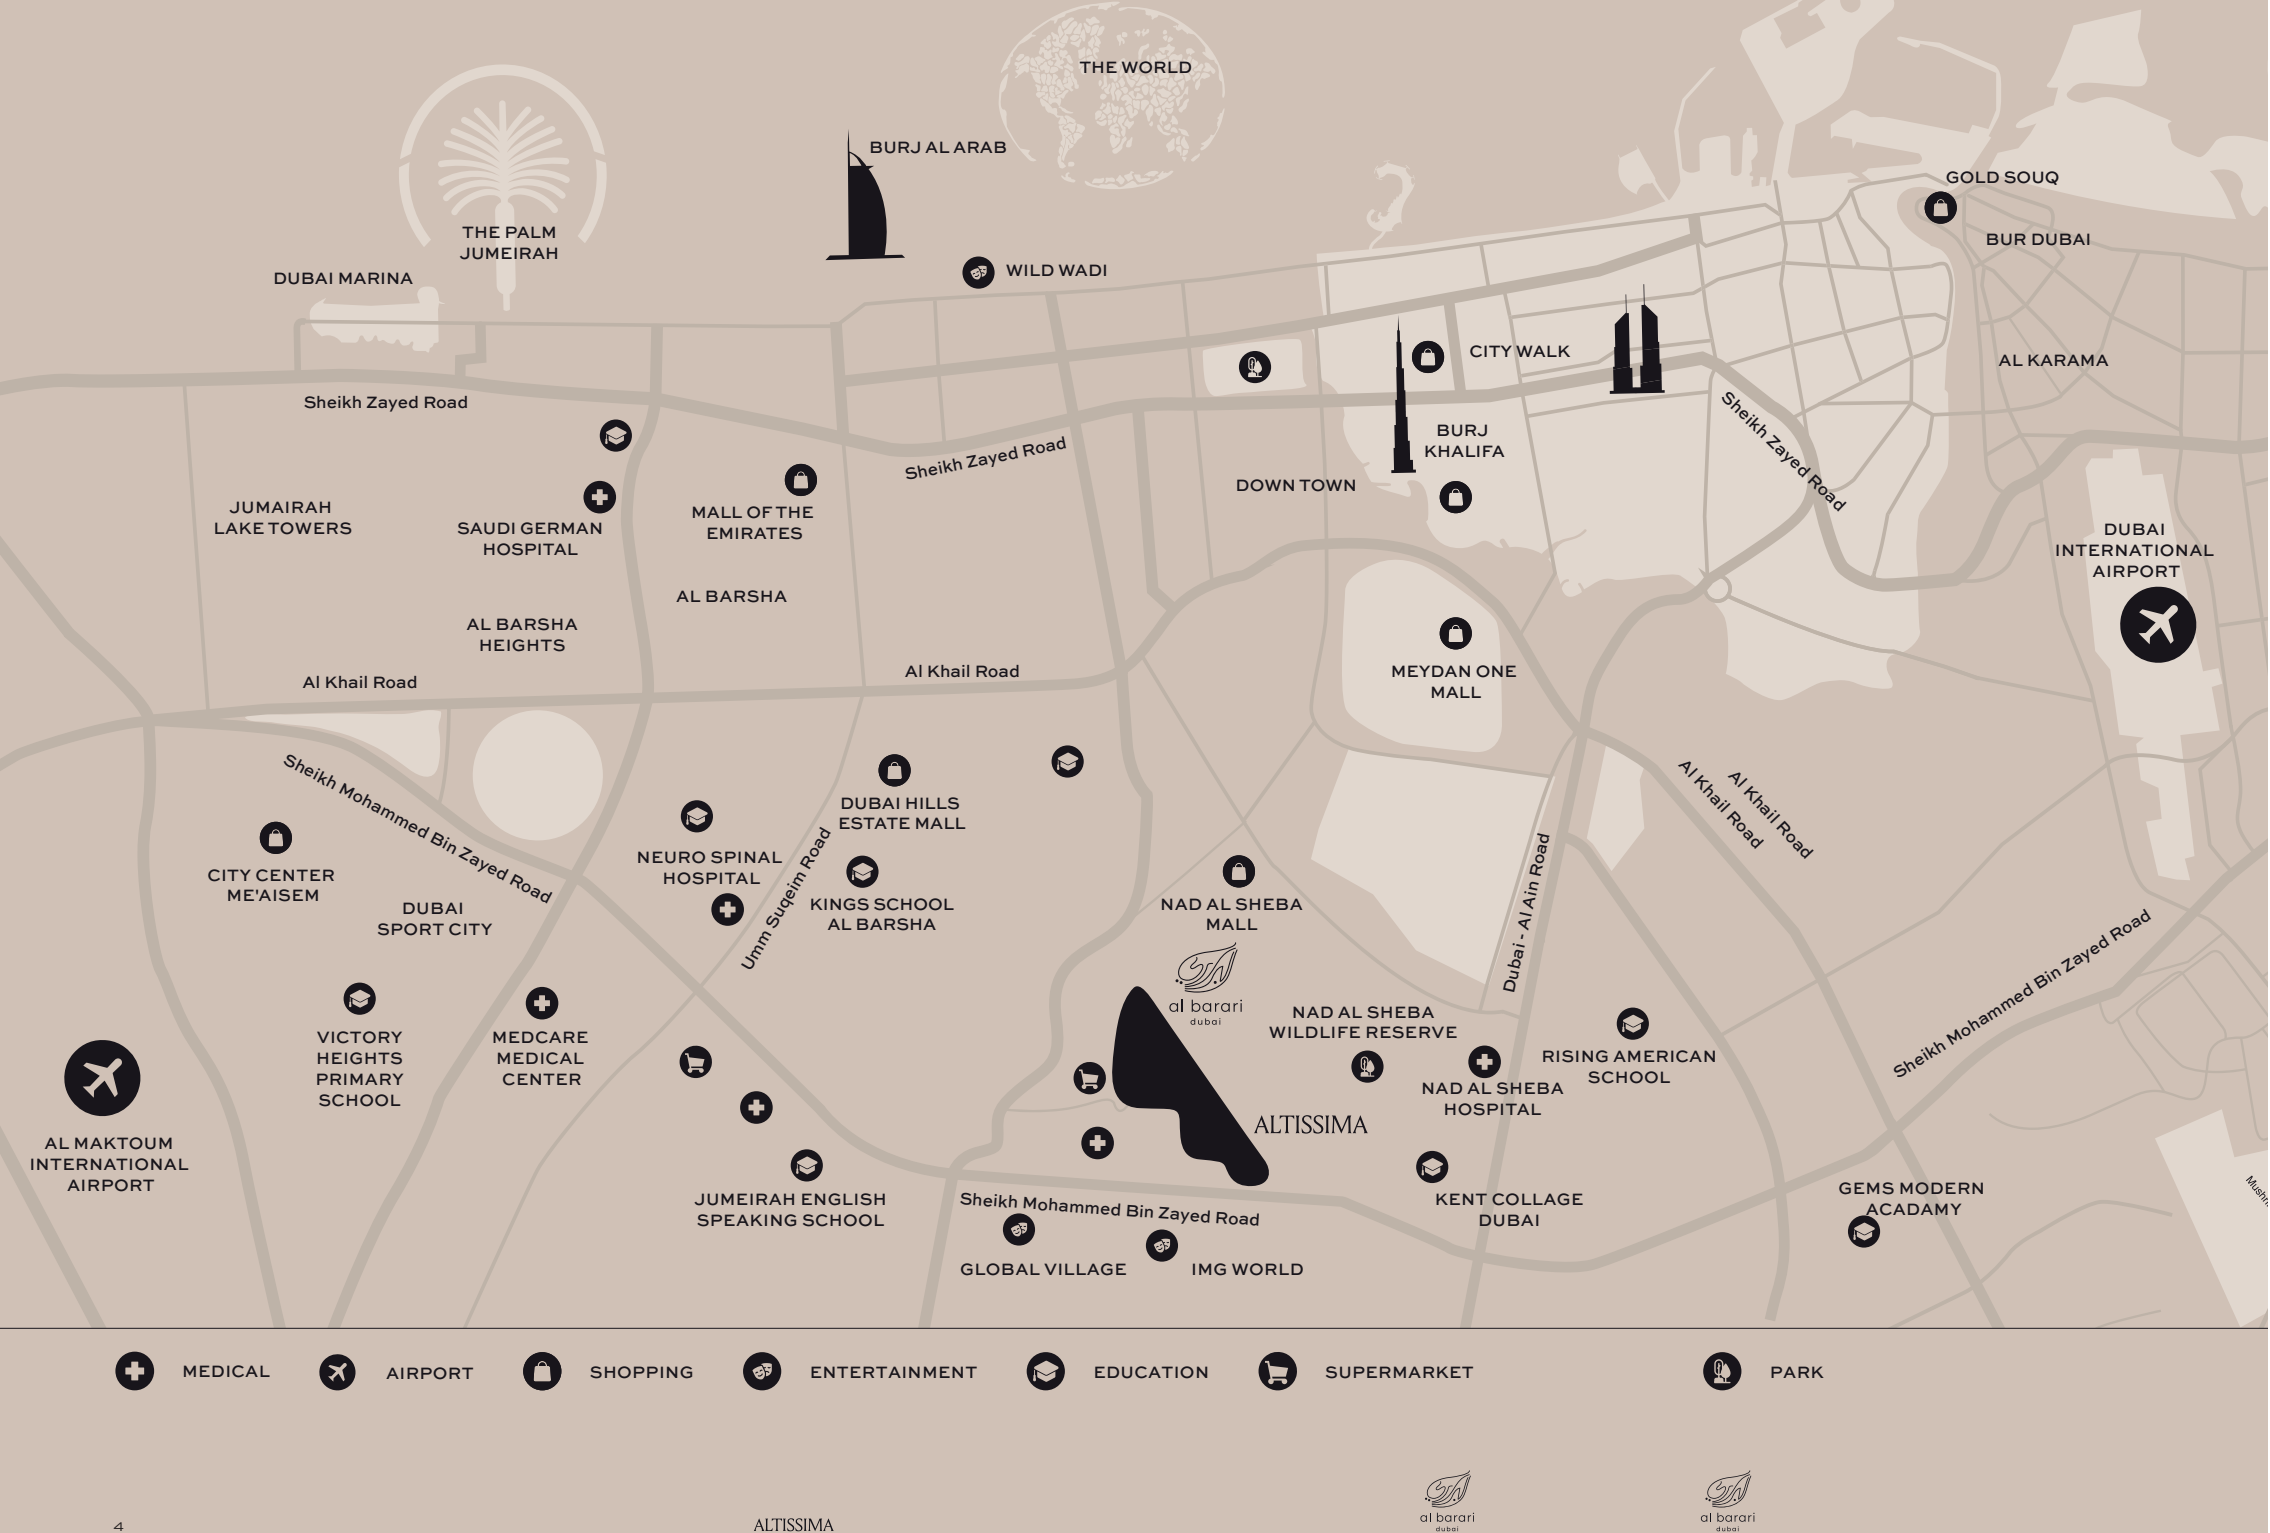 THE WORLD
BURJ AL ARAB
GOLD SOUQ
THE PALM
JUMEIRAH
BUR DUBAI
WILD WADI
DUBAI MARINA
CITY WALK
AL KARAMA
Sheikh Zayed Road
Sheikh Zayed Road
Sheikh Zayed Road
BURJ
KHALIFA
DOWN TOWN
JUMAIRAH
LAKE TOWERS
SAUDI GERMAN
HOSPITAL
MALL OF THE
EMIRATES
DUBAI
INTERNATIONAL
AIRPORT
AL BARSHA
AL BARSHA
HEIGHTS
MEYDAN ONE
MALL
Al Khail Road
Al Khail Road
Sheikh Mohammed Bin Zayed Road
DUBAI HILLS
ESTATE MALL
Al Khail Road
Al Khail Road
CITY CENTER
ME'AISEM
NEURO SPINAL
HOSPITAL
Umm Suqeim Road
KINGS SCHOOL
AL BARSHA
NAD AL SHEBA
MALL
Dubai - Al Ain Road
DUBAI
SPORT CITY
al barari
dubai
Sheikh Mohammed Bin Zayed Road
VICTORY
HEIGHTS
PRIMARY
SCHOOL
MEDCARE
MEDICAL
CENTER
NAD AL SHEBA
WILDLIFE RESERVE
RISING AMERICAN
SCHOOL
NAD AL SHEBA
HOSPITAL
ALTISSIMA
AL MAKTOUM
INTERNATIONAL
AIRPORT
JUMEIRAH ENGLISH
SPEAKING SCHOOL
Sheikh Mohammed Bin Zayed Road
KENT COLLAGE
DUBAI
GEMS MODERN
ACADAMY
GLOBAL VILLAGE
IMG WORLD
MEDICAL
AIRPORT
SHOPPING
ENTERTAINMENT
EDUCATION
SUPERMARKET
PARK
4
ALTISSIMA
al barari
dubai
al barari
dubai